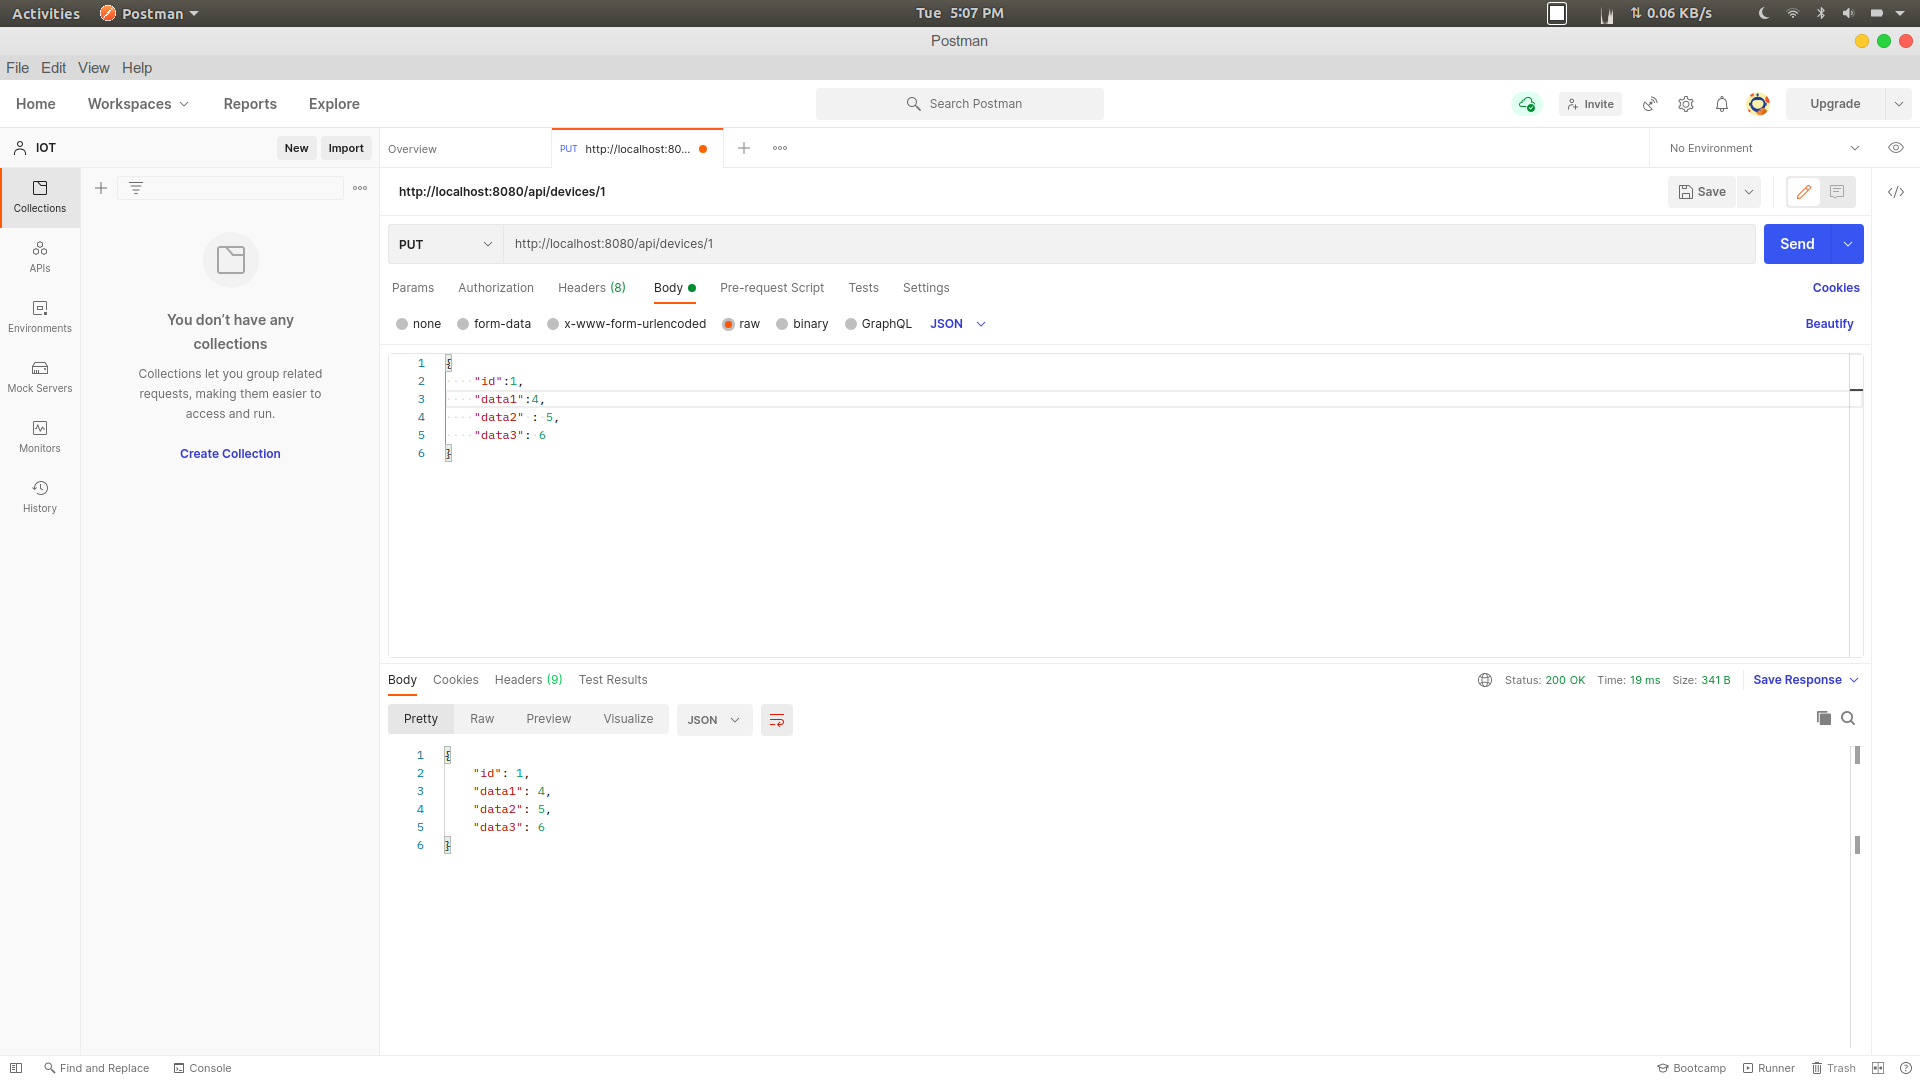 Activities Postman Tue 5:07 PM 0.06 KB/s
Postman
File Edit View Help
Home Workspaces Reports Explore Search Postman Invite Upgrade
IOT New Import Overview PUT http://localhost:80... No Environment
Collections
http://localhost:8080/api/devices/1 Save
PUT http://localhost:8080/api/devices/1 Send
APIs
Params Authorization Headers (8) Body Pre-request Script Tests Settings Cookies
none form-data x-www-form-urlencoded raw binary GraphQL JSON Beautify
Environments
You don't have any
collections
Collections let you group related
requests, making them easier to
access and run.
Create Collection
Mock Servers
Monitors
History
1 {
2 "id":1,
3 "data1":4,
4 "data2" : 5,
5 "data3": 6
6 }
Body Cookies Headers (9) Test Results Status: 200 OK Time: 19 ms Size: 341 B Save Response
Pretty Raw Preview Visualize JSON
1 {
2 "id": 1,
3 "data1": 4,
4 "data2": 5,
5 "data3": 6
6 }
Find and Replace Console Bootcamp Runner Trash